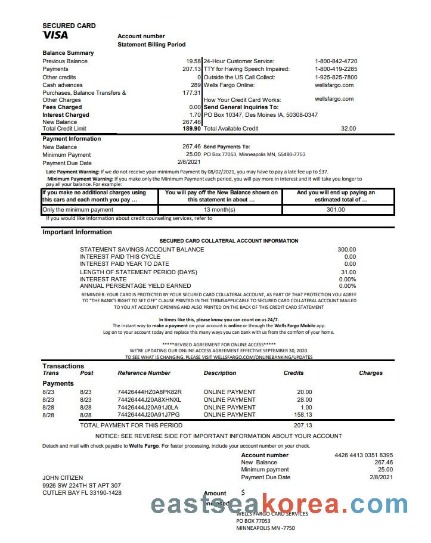 SECURED CARD
VISA
Account number
Statement Billing Period
Balance Summary
Previous Balance 19.58 24-Hour Customer Service: 1-800-842-4720
Payments 207.13 TTY for Having Speech Impaired: 1-800-419-2265
Other credits 0 Outside the US Call Collect: 1-925-825-7800
Cash advances 289 Wells Fargo Online: wellsfargo.com
Purchases, Balance Transfers & 177.31
Other Charges How Your Credit Card Works: wellsfargo.com
Fees Charged 0.00 Send General Inquiries To:
Interest Charged 1.70 PO Box 10347, Des Moines IA, 50308-0347
New Balance 267.46
Total Credit Limit 189.90 Total Available Credit 32.00
Payment Information
New Balance 267.46 Send Payments To:
Minimum Payment 25.00 PO Box 77053, Minneapolis MN, 55480-7753
Payment Due Date 2/8/2021
Late Payment Warning: If we do not receive your minimum Payment by 08/02/2021, you may have to pay a late fee up to $37.
Minimum Payment Warning: If you make only the Minimum Payment each period, you will pay more in interest and it will take you longer to
pay all your balance. For example:
If you make no additional charges using this cars and each month you pay ... You will pay off the New Balance shown on this statement in about ... And you will end up paying an estimated total of ...
Only the minimum payment 13 month(s) 301.00
If you would like information about credit counseling services, refer to
Important Information
SECURED CARD COLLATERAL ACCOUNT INFORMATION
STATEMENT SAVINGS ACCOUNT BALANCE 300.00
INTEREST PAID THIS CYCLE 0.00
INTEREST PAID YEAR TO DATE 0.00
LENGTH OF STATEMENT PERIOD (DAYS) 31.00
INTEREST RATE 0.00%
ANNUAL PERSENTAGE YIELD EARNED 0.00%
REMINDER: YOUR CARD IS PROTECTED BY YOUR SECURED CARD COLLATERAL ACCOUNT, AS PART OF THAT PROTECTION YOU AGREE
TO "THE BANK'S RIGHT TO SET OFF" CLAUSE PRINTED IN THE TERMS APPLICABLE TO SECURED CARD COLLATERAL ACCOUNT MAILED
TO YOU AT ACCOUNT OPENING AND ALSO PRINTED ON THE BACK OF THIS CREDIT CARD STATEMENT
In times like this, please know you can count on us 24/7.
The instant way to make a payment on your account is online or through the Wells Fargo Mobile app.
Log on to your account today and explore this many ways you can bank with us from the comfort of your home.
*****REVISED AGREEMENT FOR ONLINE ACCESS*****
WE'RE UPDATING OUR ONLINE ACCESS AGREEMENT EFFECTIVE SEPTEMBER 30, 2020.
TO SEE WHAT IS CHANGING, PLEASE VISIT WELLSFARGO.COM/ONLINEBANKING/UPDATES
Transactions
Trans Post Reference Number Description Credits Charges
Payments
8/23 8/23 74426444HZ0A8PK82R ONLINE PAYMENT 20.00
8/23 8/23 74426444J20A8XHNXL ONLINE PAYMENT 28.00
8/28 8/28 74426444J20A91J0LA ONLINE PAYMENT 1.00
8/28 8/28 74426444J20A91J7PG ONLINE PAYMENT 158.13
TOTAL PAYMENT FOR THIS PERIOD 207.13
NOTICE: SEE REVERSE SIDE FOT IMPORTANT INFORMATION ABOUT YOUR ACCOUNT
Detach and mail with check payable to Wells Fargo. For faster processing, include your account number on your check.
Account number 4426 4413 0351 8395
New Balance 267.46
Minimum payment 25.00
Payment Due Date 2/8/2021
JOHN CITIZEN
9926 SW 224TH ST APT 307
CUTLER BAY FL 33190-1428
Amount $
eastseakorea.com
WELLS FARGO CARD SERVICES
PO BOX 77053
MINNEAPOLIS MN -7750